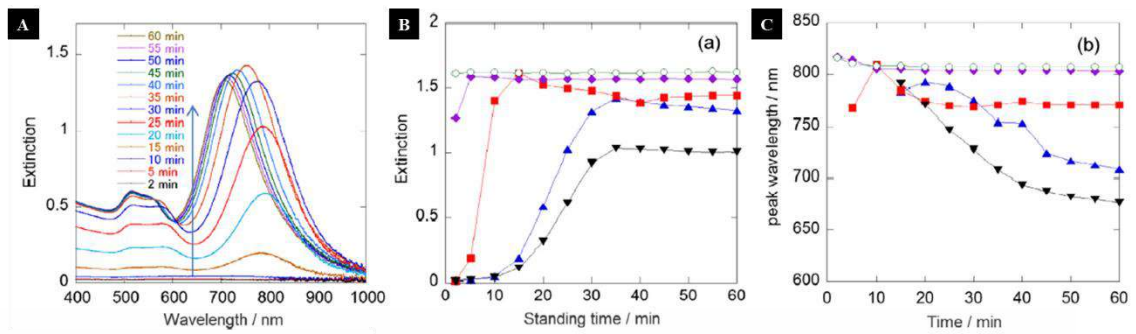 A
60 min
55 min
50 min
45 min
40 min
35 min
30 min
25 min
20 min
15 min
10 min
5 min
2 min
1.5
1
0.5
0
400 500 600 700 800 900 1000
Extinction
Wavelength / nm
B
(a)
2
1.5
1
0.5
0
0 10 20 30 40 50 60
Extinction
Standing time / min
C
(b)
850
800
750
700
650
600
0 10 20 30 40 50 60
peak wavelength / nm
Time / min